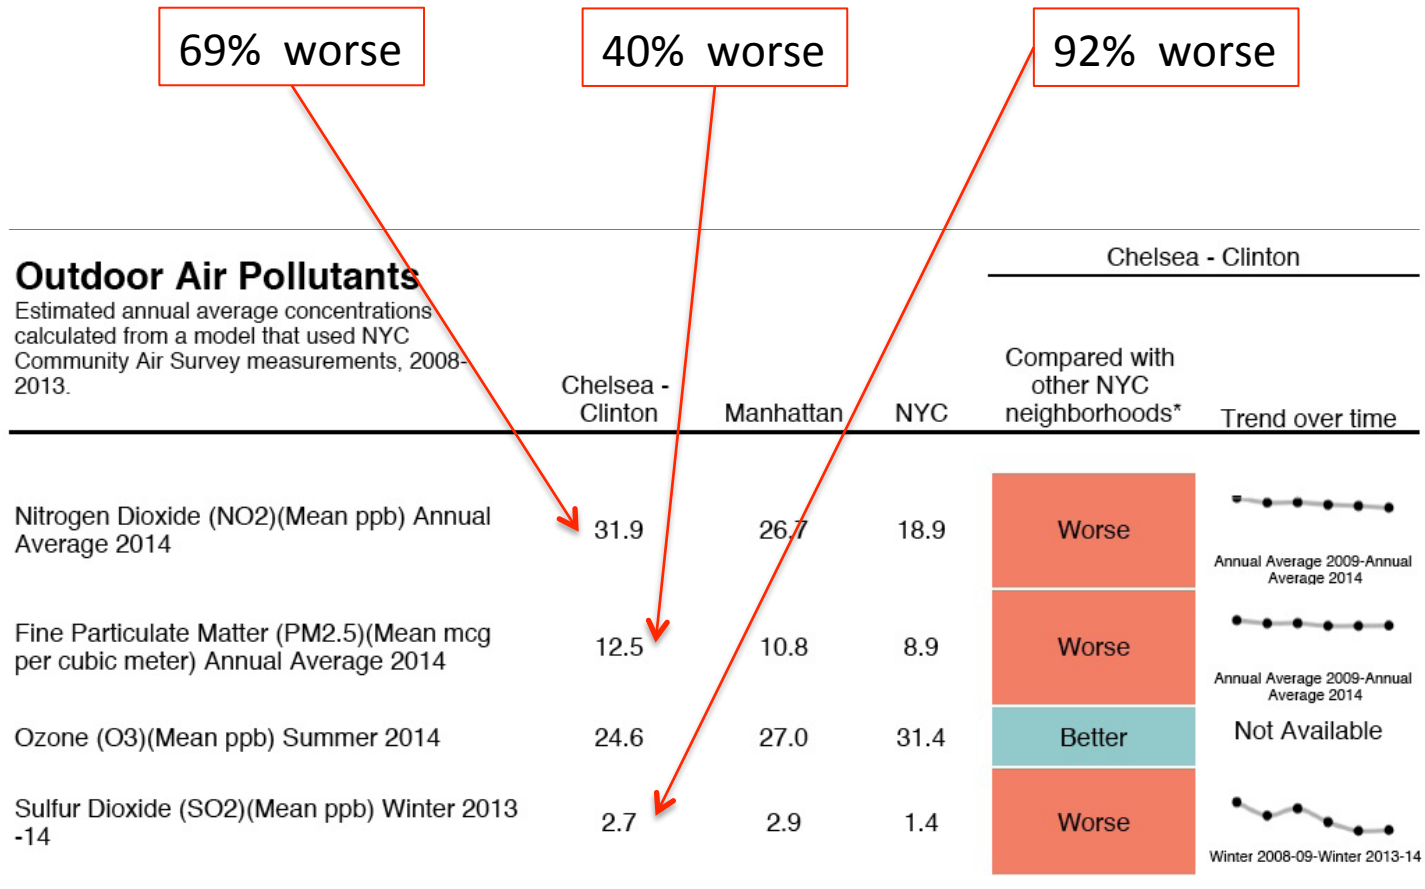 69% worse
40% worse
92% worse
Outdoor Air Pollutants
Estimated annual average concentrations
calculated from a model that used NYC
Community Air Survey measurements, 2008-
2013.
Chelsea - Clinton
Chelsea -
Clinton
Manhattan
NYC
Compared with
other NYC
neighborhoods*
Trend over time
Nitrogen Dioxide (NO2)(Mean ppb) Annual
Average 2014
31.9
26.7
18.9
Worse
Annual Average 2009-Annual
Average 2014
Fine Particulate Matter (PM2.5)(Mean mcg
per cubic meter) Annual Average 2014
12.5
10.8
8.9
Worse
Annual Average 2009-Annual
Average 2014
Ozone (O3)(Mean ppb) Summer 2014
24.6
27.0
31.4
Better
Not Available
Sulfur Dioxide (SO2)(Mean ppb) Winter 2013
-14
2.7
2.9
1.4
Worse
Winter 2008-09-Winter 2013-14